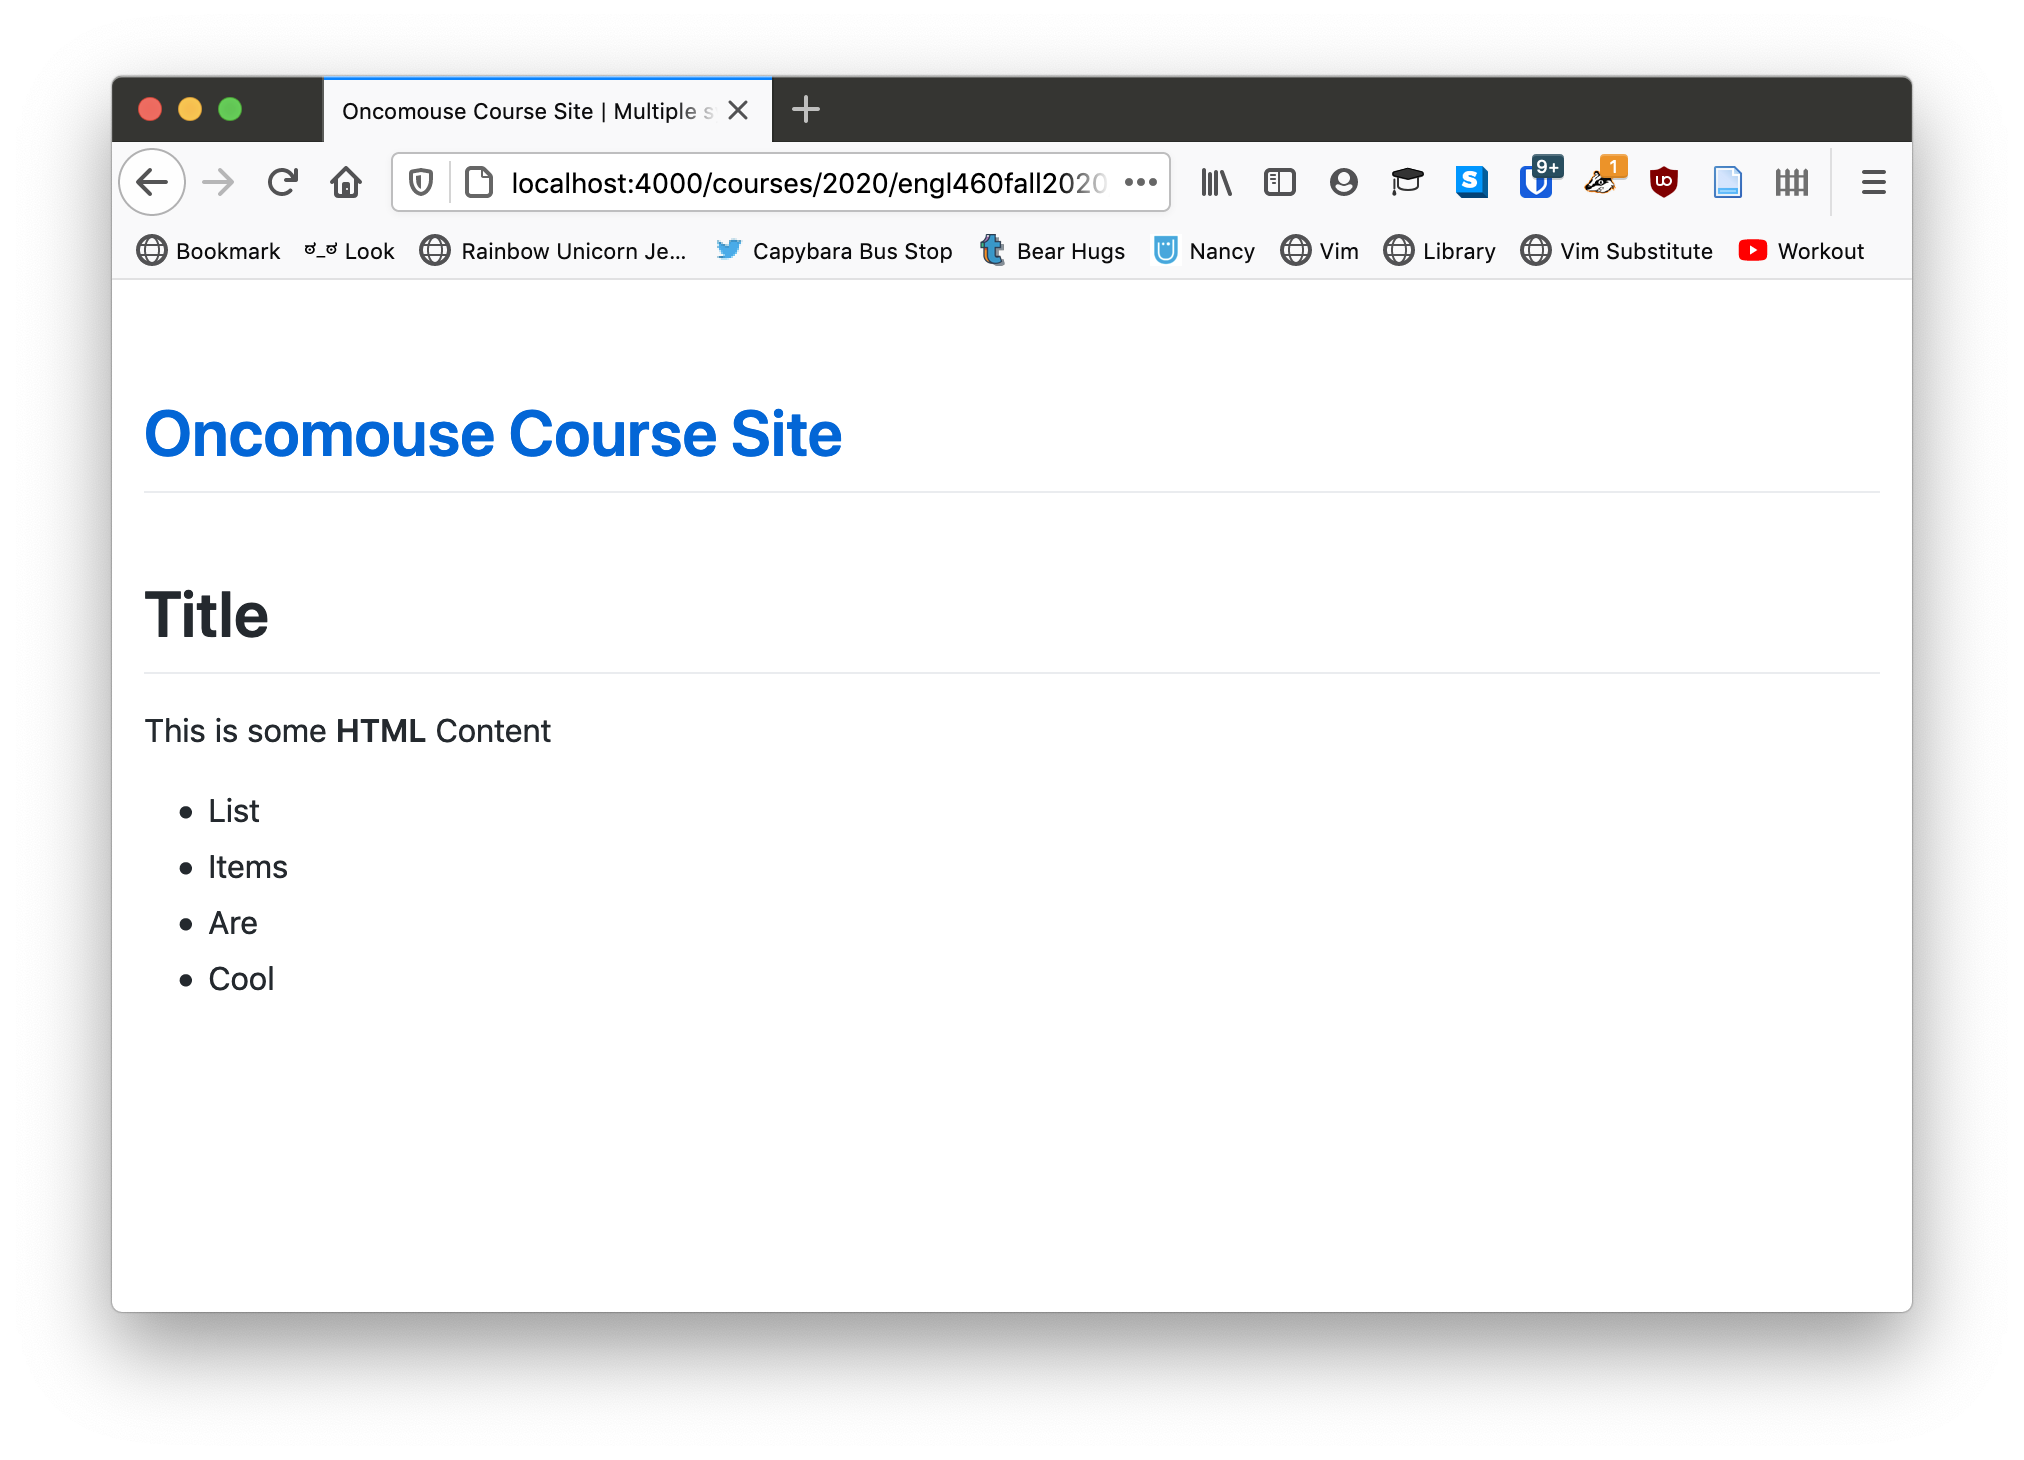 Oncomouse Course Site | Multiple s
localhost:4000/courses/2020/engl460fall2020
S 9+ 1 uo
Bookmark ಠ_ಠ Look Rainbow Unicorn Je... Capybara Bus Stop t Bear Hugs Nancy Vim Library Vim Substitute Workout
Oncomouse Course Site
Title
This is some HTML Content
• List
• Items
• Are
• Cool